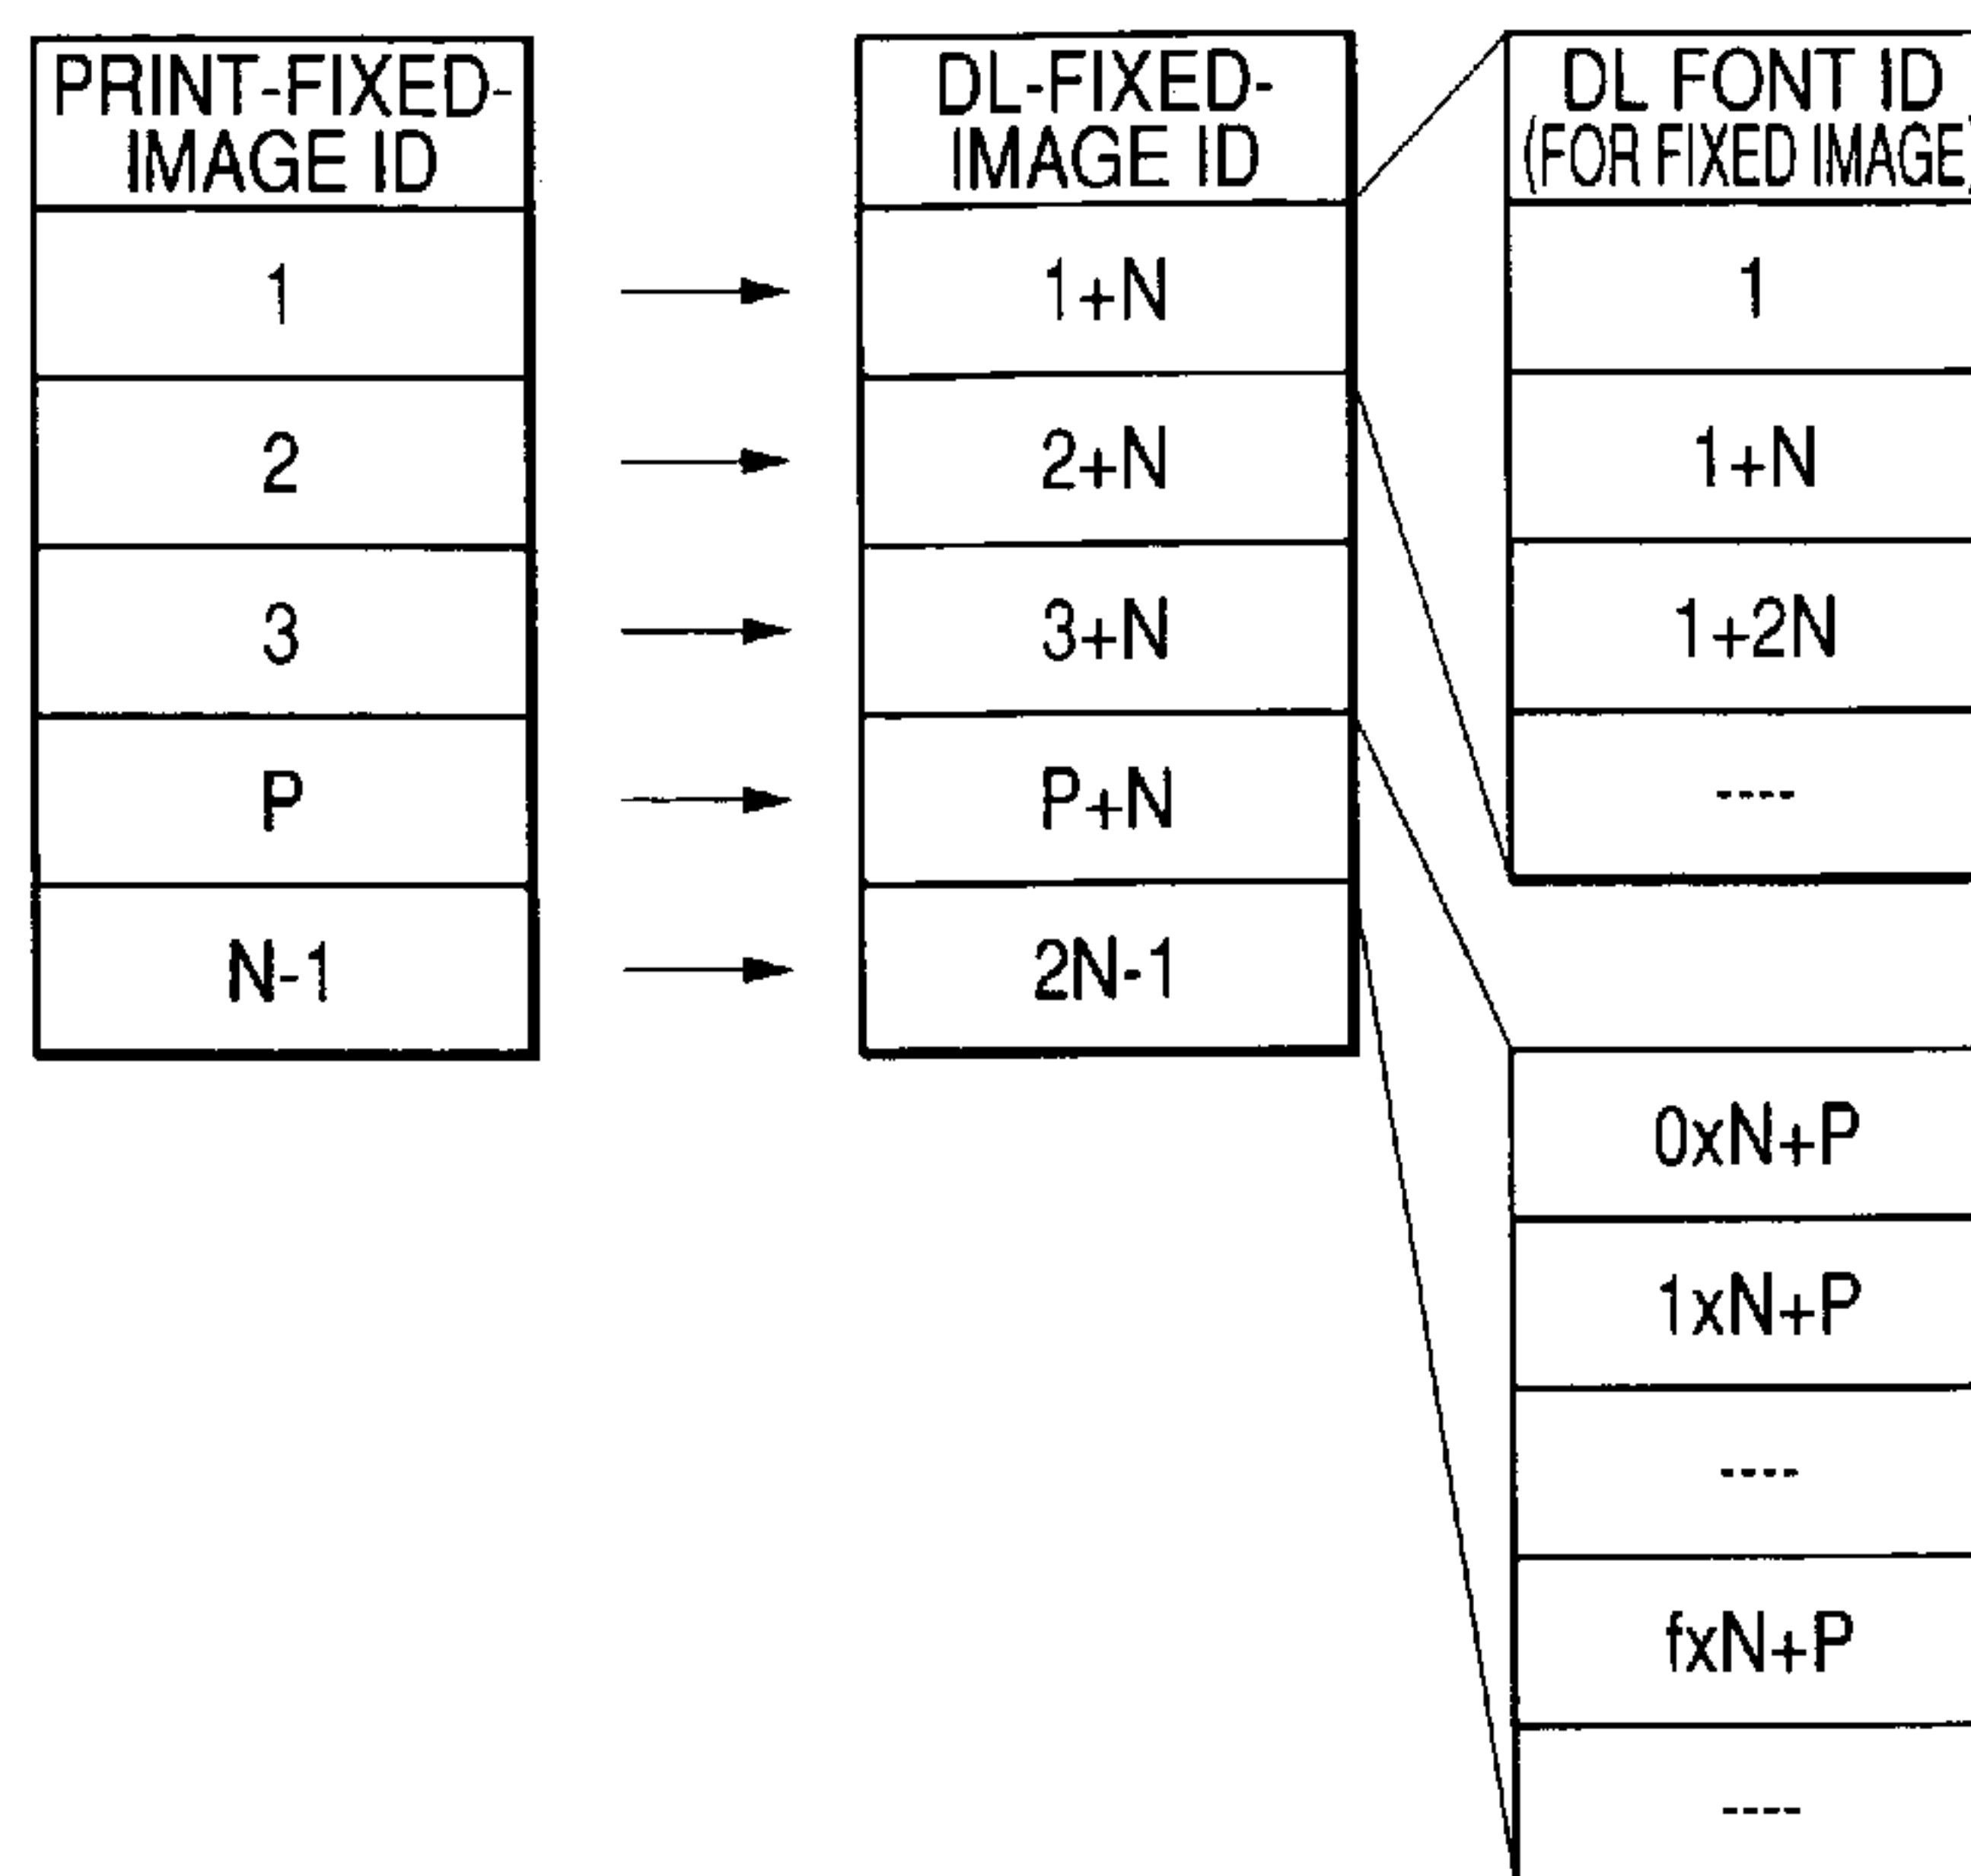 PRINT-FIXED-
IMAGE ID
1
2
3
P
N-1
DL-FIXED-
IMAGE ID
1+N
2+N
3+N
P+N
2N-1
DL FONT ID
(FOR FIXED IMAGE)
1
1+N
1+2N
----
0xN+P
1xN+P
----
fxN+P
----